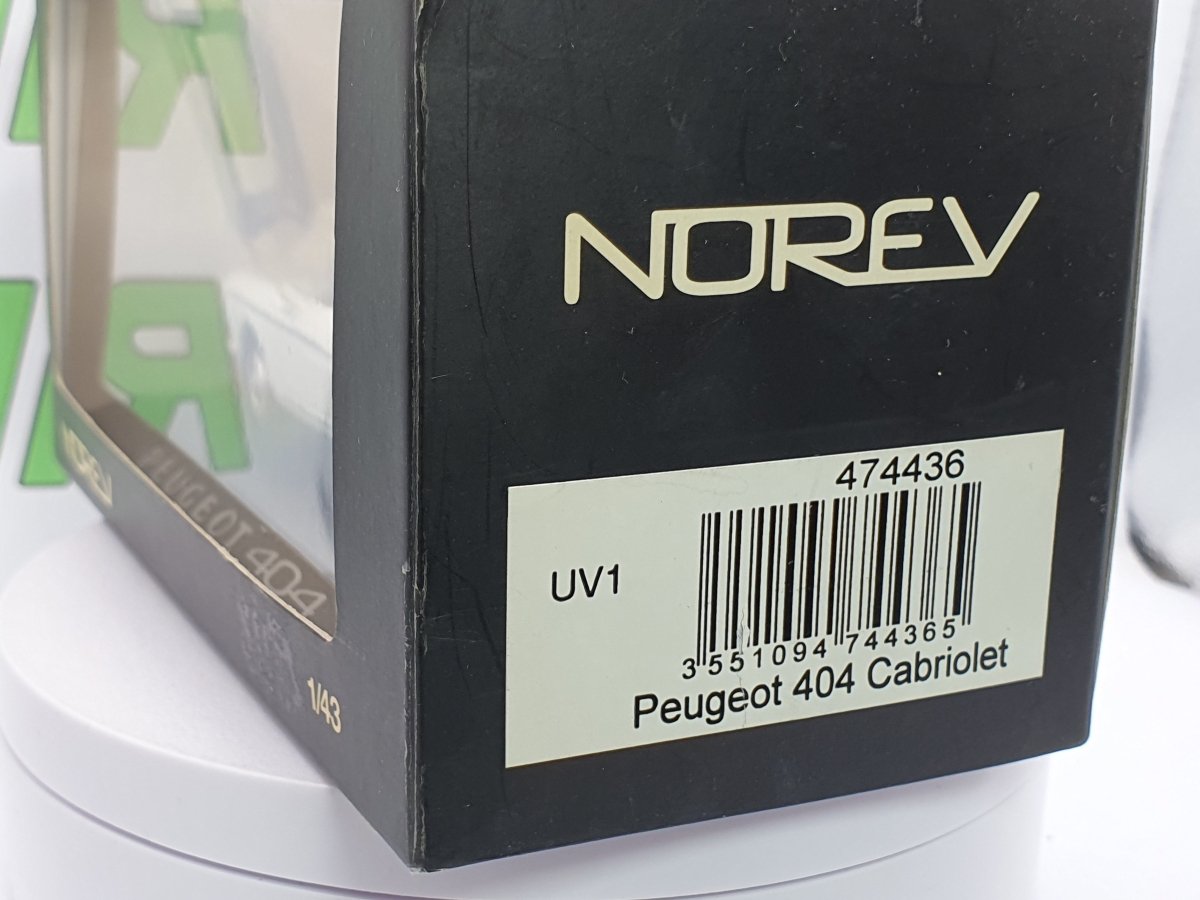 NOREV
474436
UV1
3 551094 744365
Peugeot 404 Cabriolet
NOREV
PEUGEOT 404
1/43